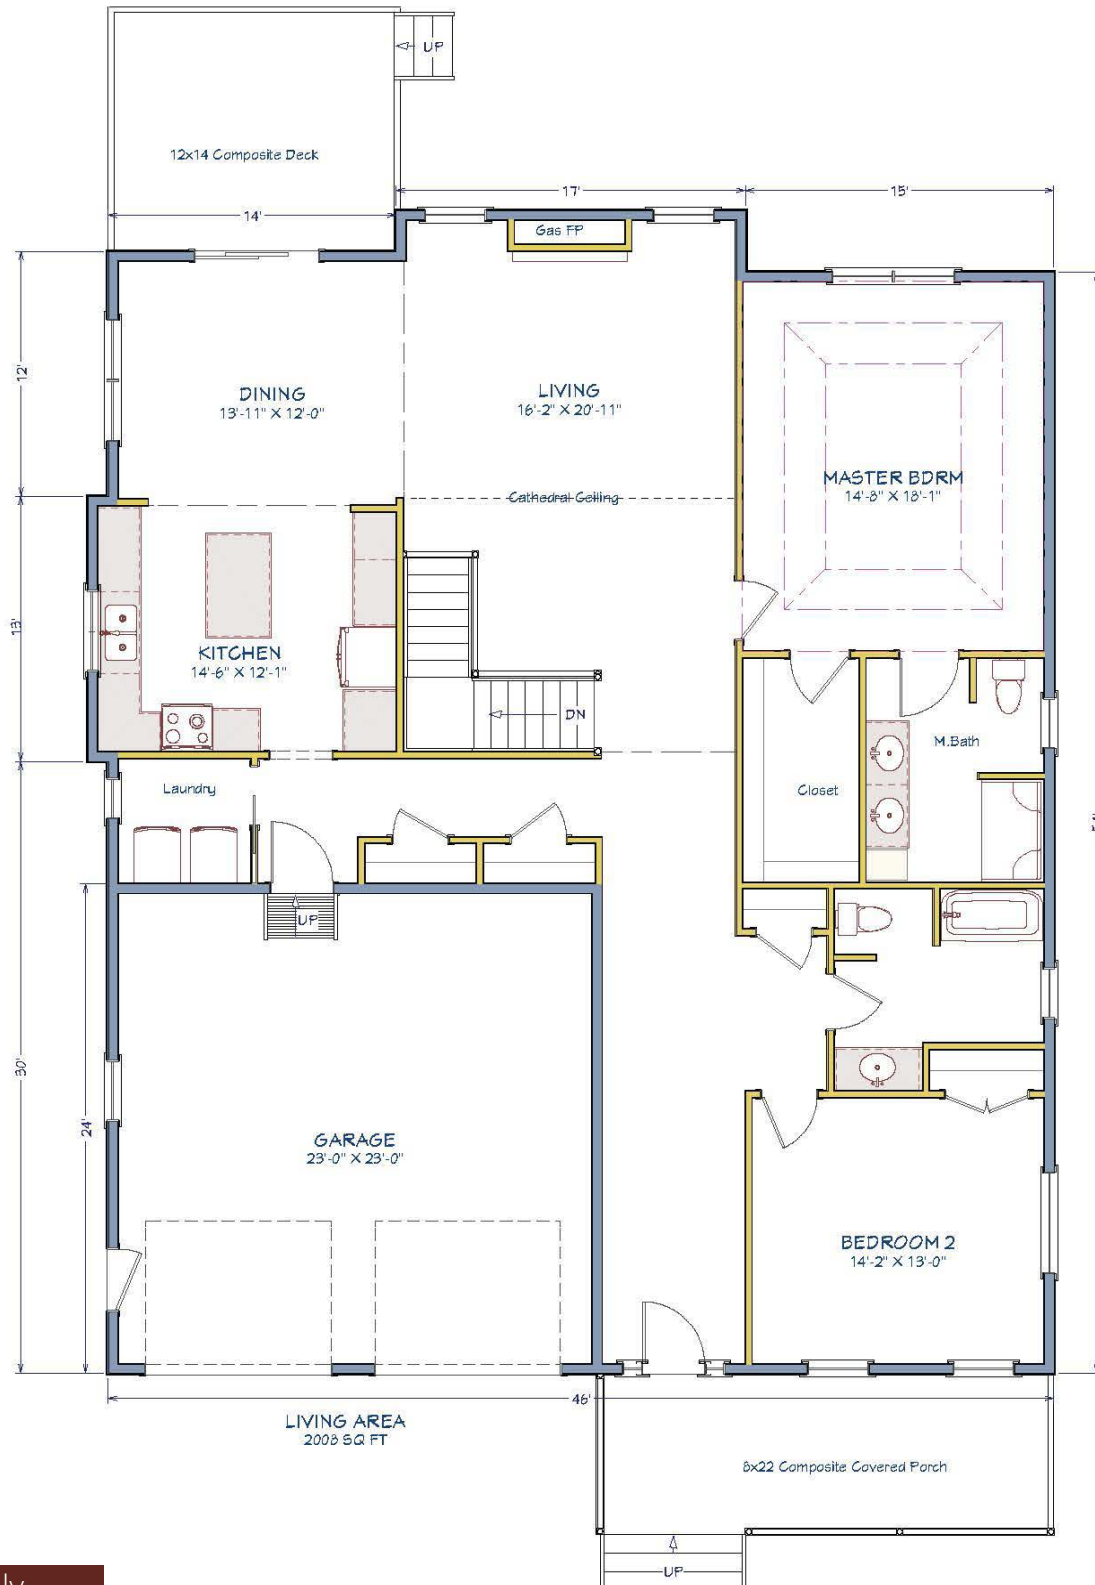 UP
12x14 Composite Deck
17'
15'
14'
Gas FP
12'
DINING
13'-11" X 12'-0"
LIVING
16'-2" X 20'-11"
MASTER BDRM
14'-8" X 18'-1"
Cathedral Ceiling
13'
KITCHEN
14'-6" X 12'-1"
DN
M.Bath
Laundry
Closet
UP
30'
24'
GARAGE
23'-0" X 23'-0"
BEDROOM 2
14'-2" X 13'-0"
46'
LIVING AREA
2008 SQ FT
8x22 Composite Covered Porch
UP